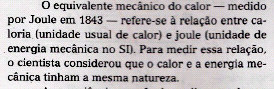 O equivalente mecânico do calor — medido
por Joule em 1843 — refere-se à relação entre ca-
loria (unidade usual de calor) e joule (unidade de
energia mecânica no SI). Para medir essa relação,
o cientista considerou que o calor e a energia me-
cânica tinham a mesma natureza.